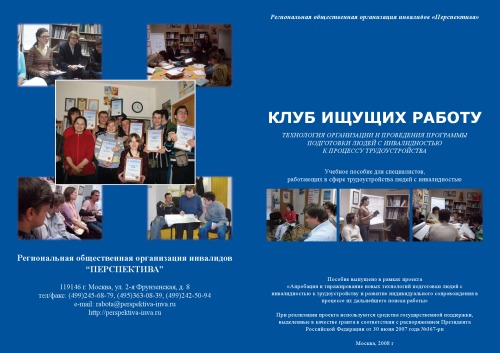 Региональная общественная организация инвалидов «Перспектива»
КЛУБ ИЩУЩИХ РАБОТУ
ТЕХНОЛОГИЯ ОРГАНИЗАЦИИ И ПРОВЕДЕНИЯ ПРОГРАММЫ
ПОДГОТОВКИ ЛЮДЕЙ С ИНВАЛИДНОСТЬЮ
К ПРОЦЕССУ ТРУДОУСТРОЙСТВА
Учебное пособие для специалистов,
работающих в сфере трудоустройства людей с инвалидностью
Пособие выпущено в рамках проекта
«Апробация и тиражирование новых технологий подготовки людей с
инвалидностью к трудоустройству и развитие индивидуального сопровождения в
процессе их дальнейшего поиска работы»
При реализации проекта используются средства государственной поддержки,
выделенные в качестве гранта в соответствии с распоряжением Президента
Российской Федерации от 30 июня 2007 года №367-рп
Москва, 2008 г
Региональная общественная организация инвалидов
“ПЕРСПЕКТИВА”
119146 г. Москва, ул. 2-я Фрунзенская, д. 8
тел/факс: (499)245-68-79, (495)363-08-39, (499)242-50-94
e-mail: rabota@perspektiva-inva.ru
http://perspektiva-inva.ru